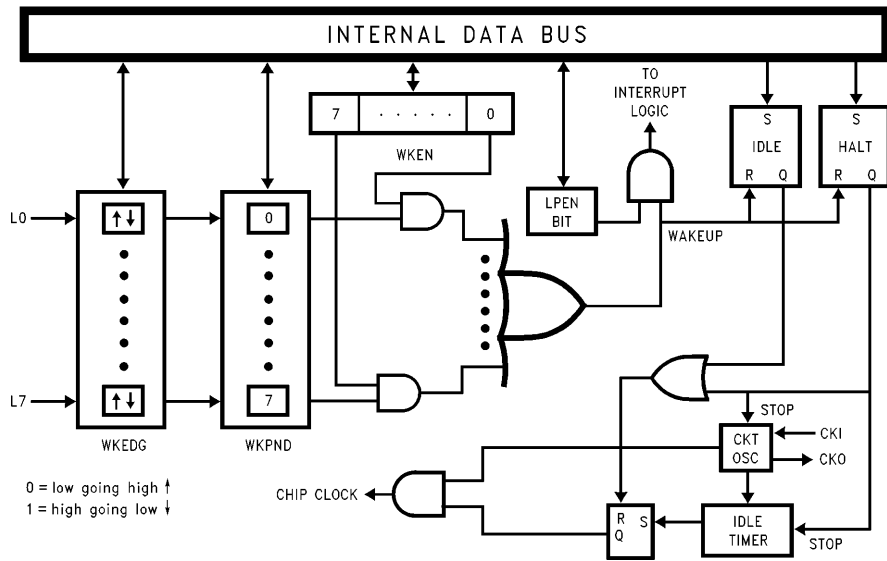 INTERNAL DATA BUS
7 . . . . . 0
WKEN
TO
INTERRUPT
LOGIC
S
IDLE
R Q
S
HALT
R Q
LPEN
BIT
WAKEUP
L0
↑↓
0
L7
↑↓
7
WKEDG
WKPND
STOP
CKT
OSC
CKI
CKO
0 = low going high ↑
1 = high going low ↓
CHIP CLOCK
R S
Q
IDLE
TIMER
STOP